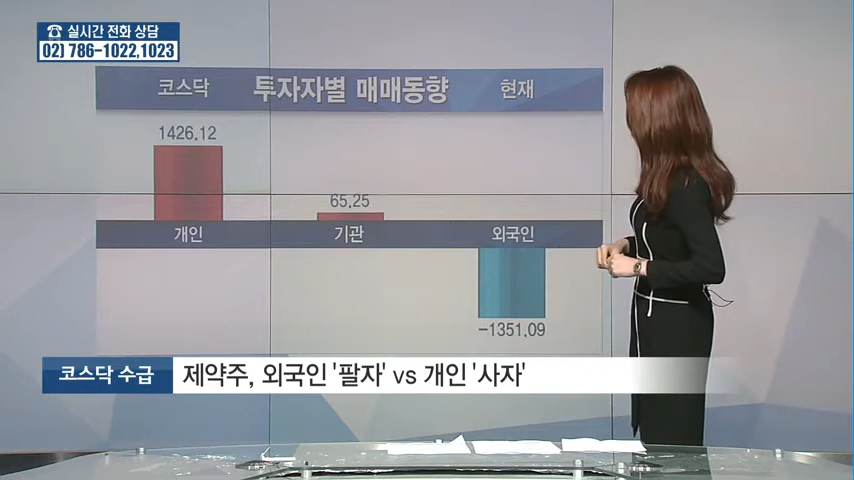 ☎ 실시간 전화 상담
02) 786-1022,1023
코스닥 투자자별 매매동향 현재
1426.12
65.25
개인 기관 외국인
-1351.09
코스닥 수급 제약주, 외국인 '팔자' vs 개인 '사자'